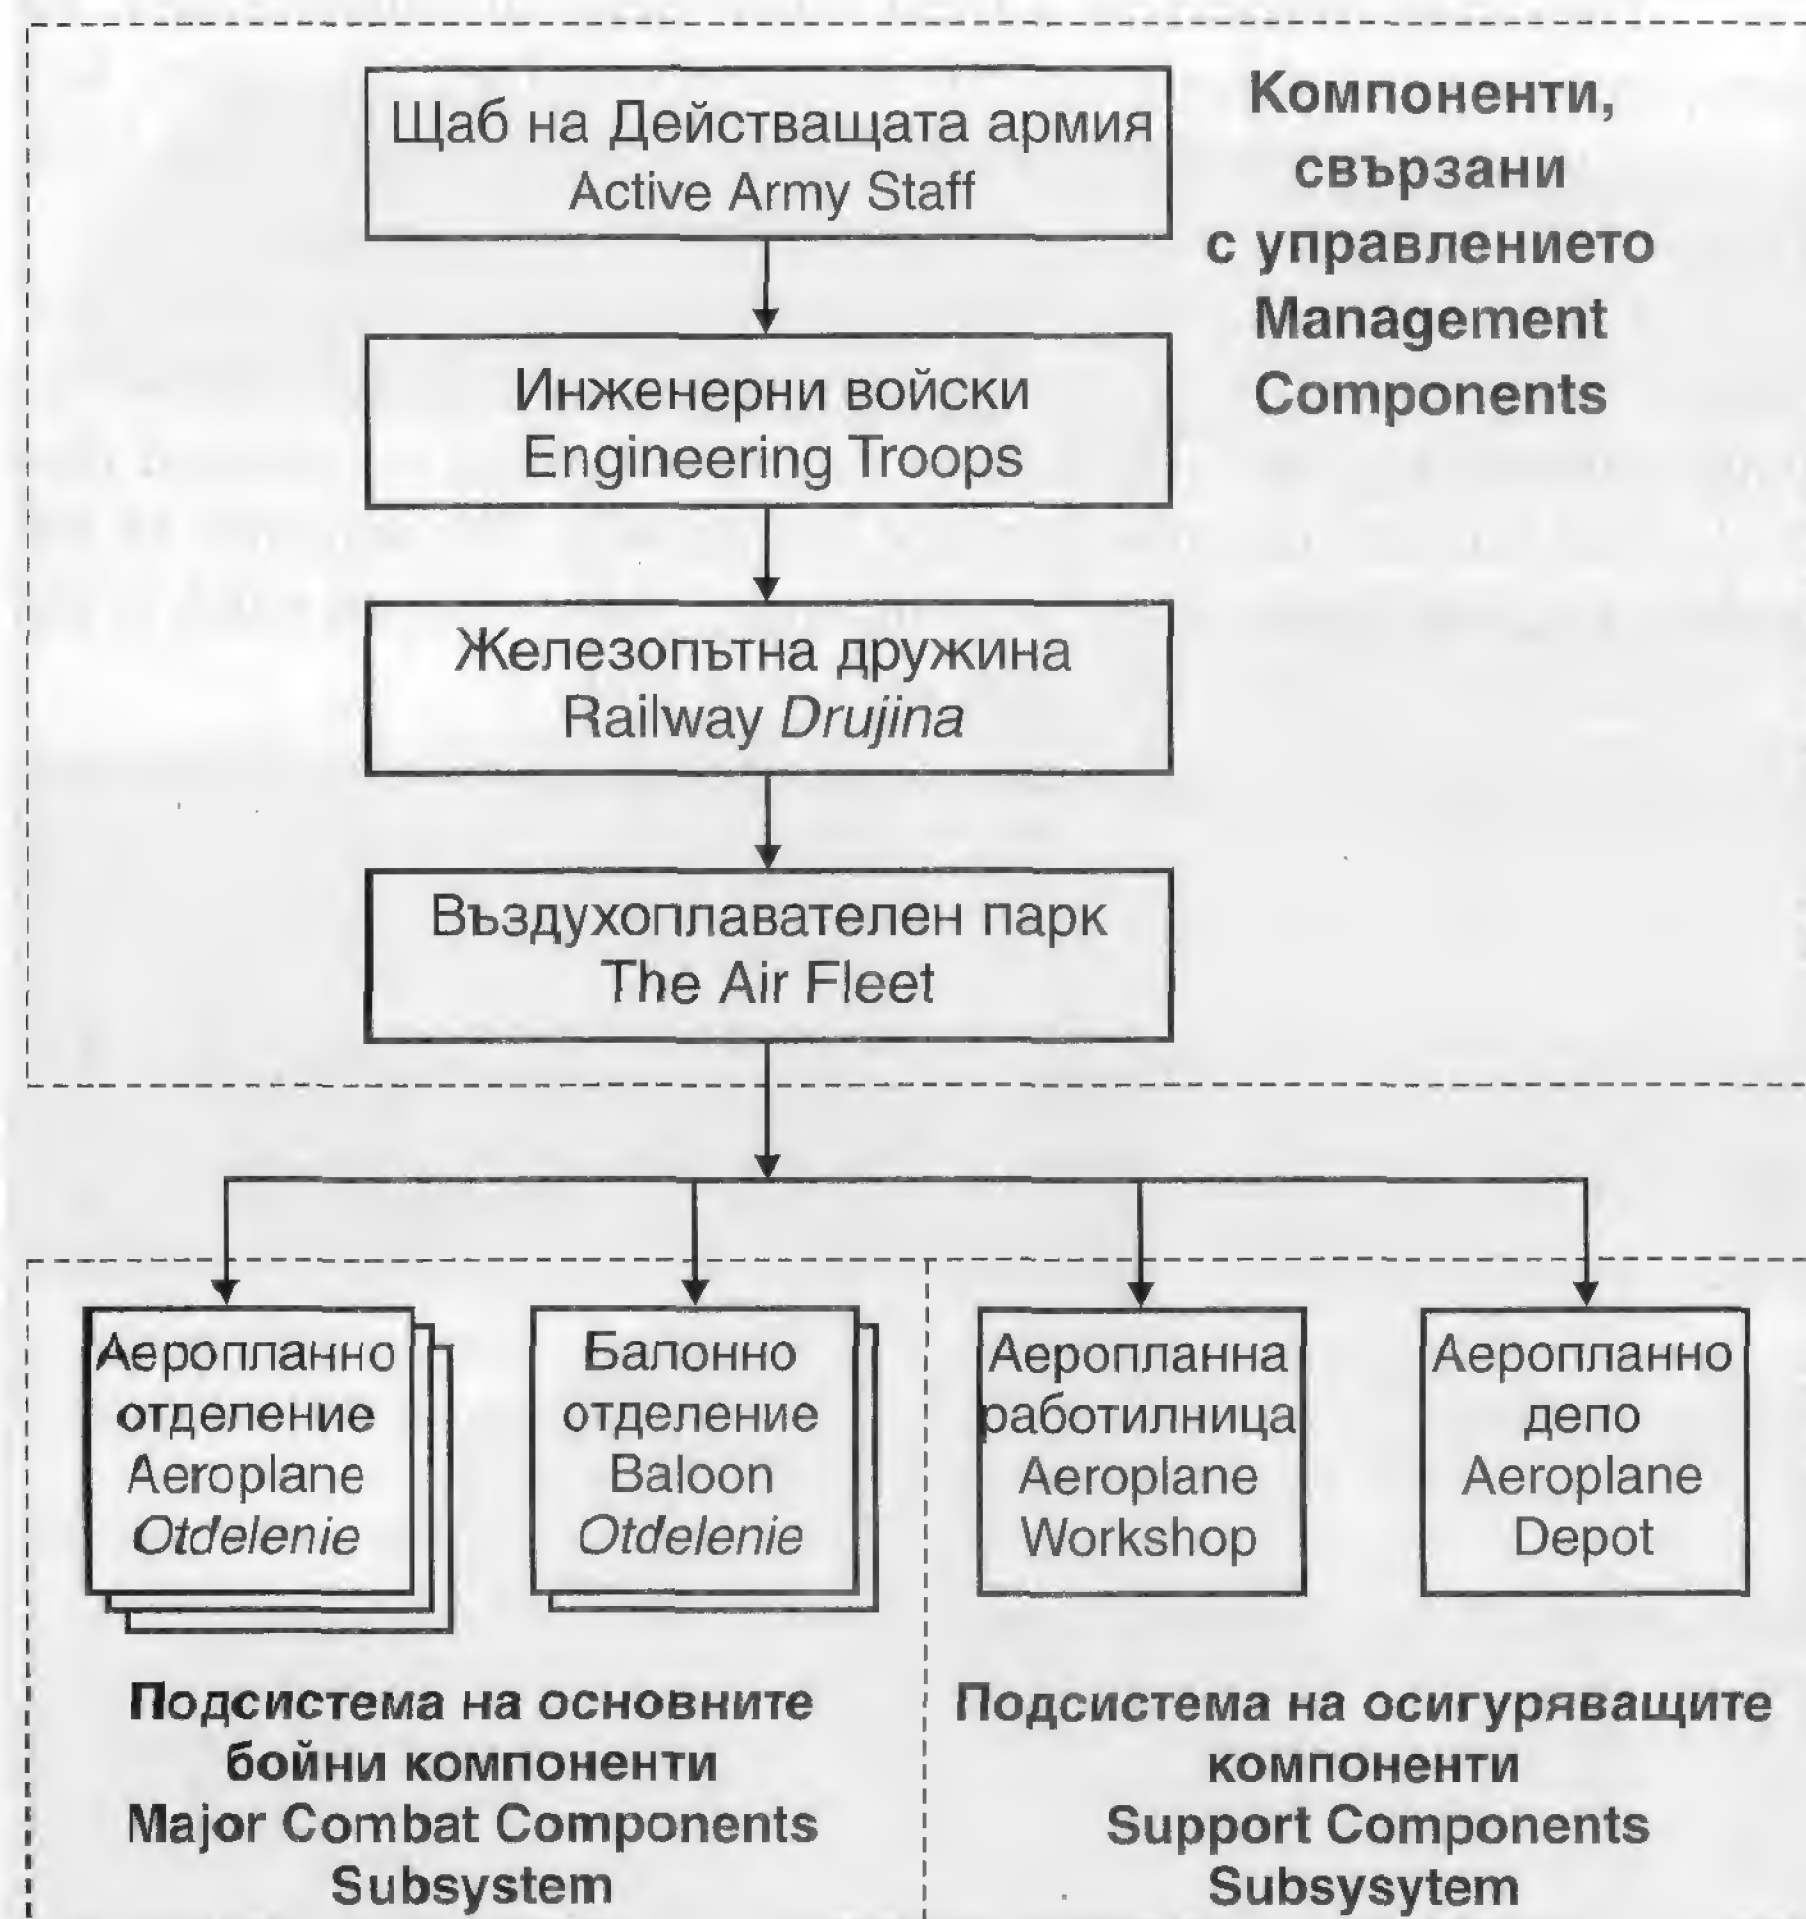 Щаб на Действащата армия
Active Army Staff
Компоненти,
свързани
с управлението
Management
Components
Инженерни войски
Engineering Troops
Железопътна дружина
Railway Drujina
Въздухоплавателен парк
The Air Fleet
Аеропланно
отделение
Aeroplane
Otdelenie
Балонно
отделение
Baloon
Otdelenie
Аеропланна
работилница
Aeroplane
Workshop
Аеропланно
депо
Aeroplane
Depot
Подсистема на основните
бойни компоненти
Major Combat Components
Subsystem
Подсистема на осигуряващите
компоненти
Support Components
Subsysytem